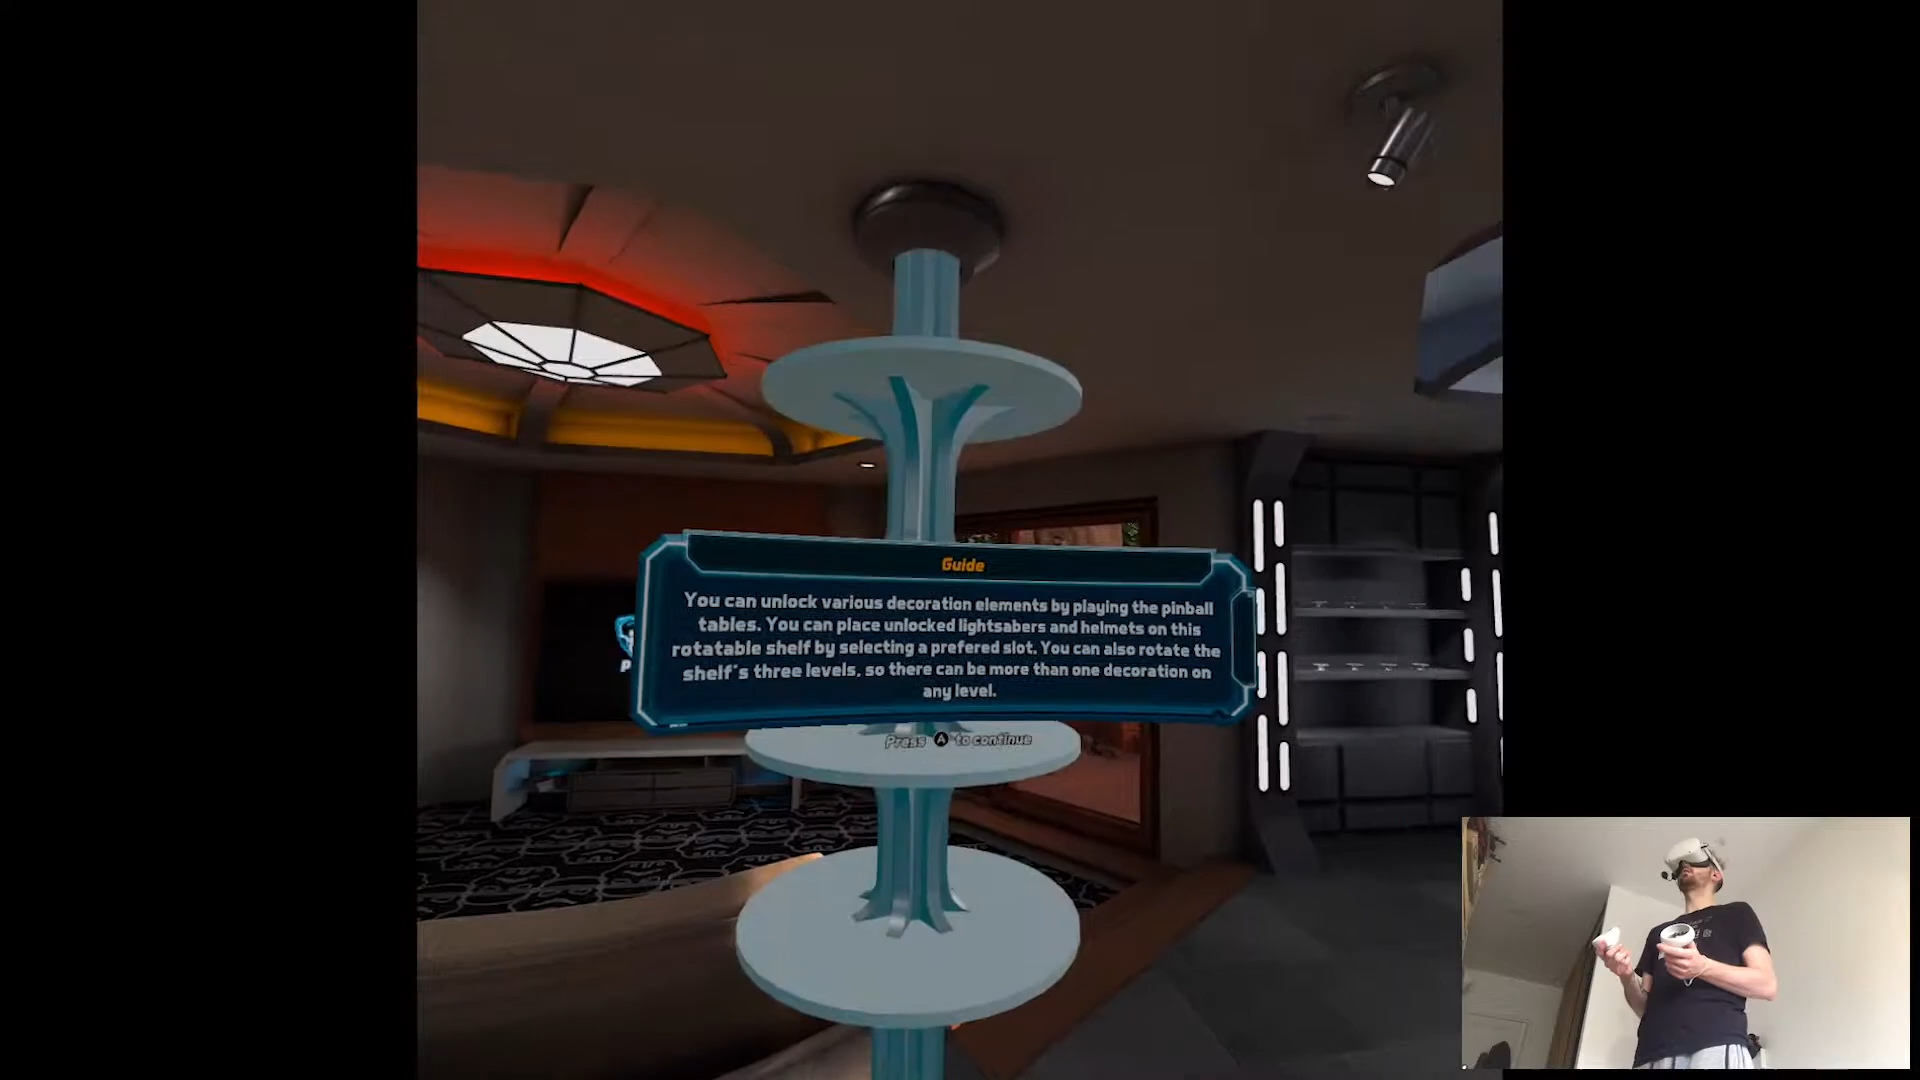 Guide
You can unlock various decoration elements by playing the pinball
tables. You can place unlocked lightsabers and helmets on this
rotatable shelf by selecting a prefered slot. You can also rotate the
shelf's three levels, so there can be more than one decoration on
any level.
Press A to continue